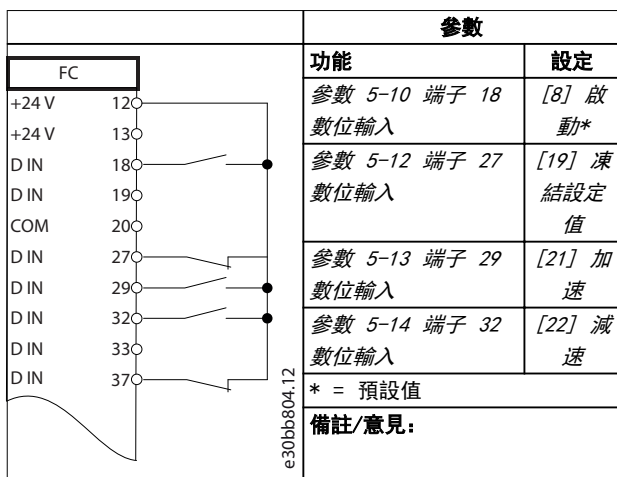 FC
+24 V 12
+24 V 13
D IN 18
D IN 19
COM 20
D IN 27
D IN 29
D IN 32
D IN 33
D IN 37
e30bb804.12
參數
功能 設定
參數 5-10 端子 18 [8] 啟
數位輸入 動*
參數 5-12 端子 27 [19] 凍
數位輸入 結設定
值
參數 5-13 端子 29 [21] 加
數位輸入 速
參數 5-14 端子 32 [22] 減
數位輸入 速
* = 預設值
備註/意見: